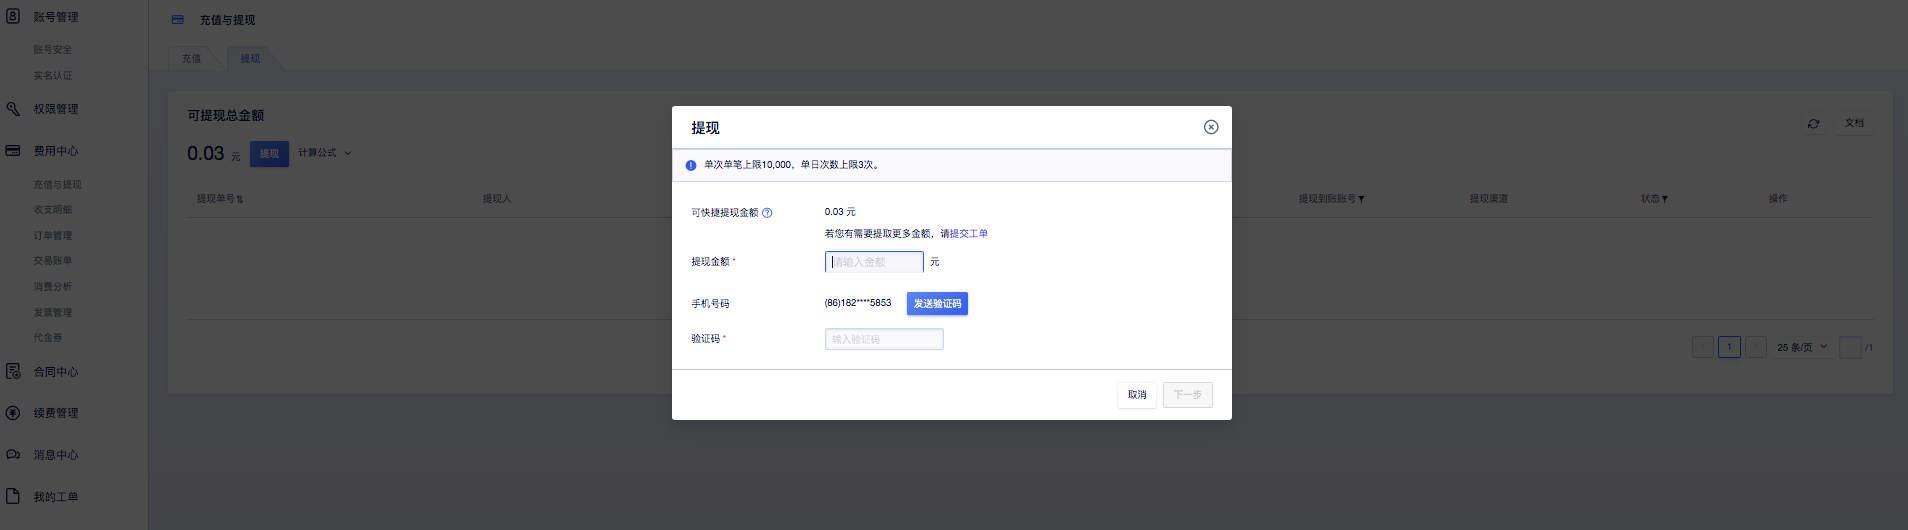 账号管理
账号安全
实名认证
权限管理
费用中心
充值与提现
收支明细
订单管理
交易账单
消费分析
发票管理
代金券
合同中心
续费管理
消息中心
我的工单
充值与提现
充值
提现
可提现总金额
文档
0.03 元
提现
计算公式
提现单号
提现人
提现到账账号
提现渠道
状态
操作
1
25 条/页
/1
提现
单次单笔上限10,000，单日次数上限3次。
可快捷提现金额
0.03 元
若您有需要提取更多金额，请提交工单
提现金额 *
请输入金额
元
手机号码
(86)182****5853
发送验证码
验证码 *
输入验证码
取消
下一步